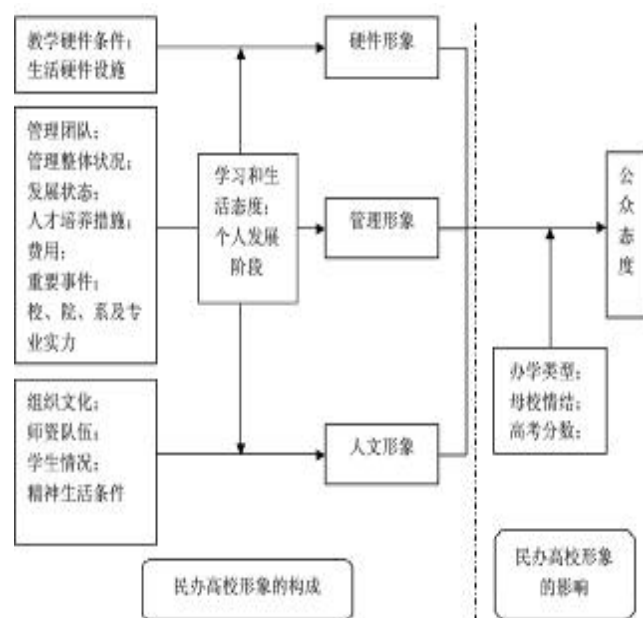 教学硬件条件；
生活硬件设施
硬件形象
管理团队；
管理整体状况；
发展状态；
人才培养措施；
费用；
重要事件；
校、院、系及专
业实力
学习和生
活态度；
个人发展
阶段
管理形象
公
众
态
度
办学类型；
母校情结；
高考分数；
组织文化；
师资队伍；
学生情况；
精神生活条件
人文形象
民办高校形象的构成
民办高校形象
的影响